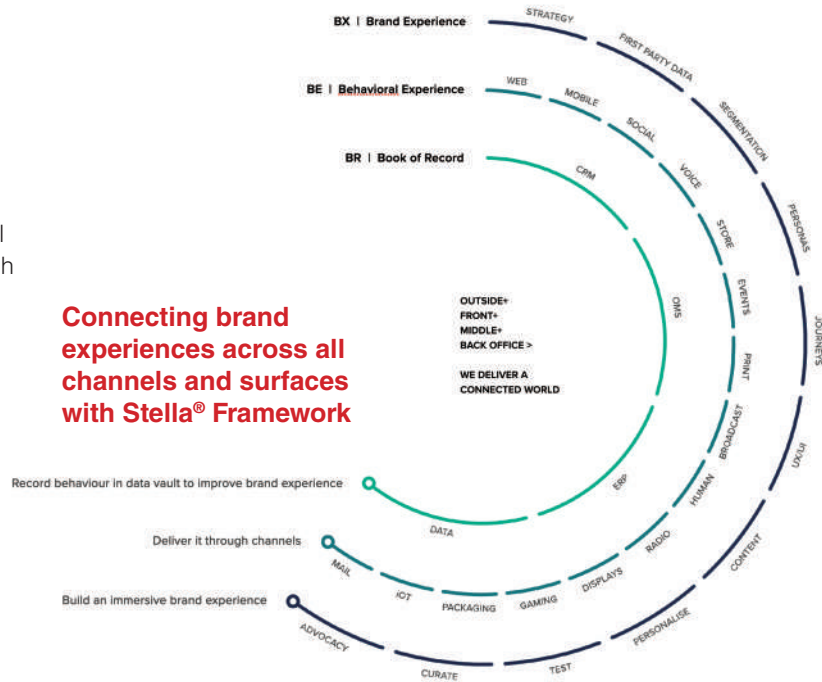 BX | Brand Experience
STRATEGY
FIRST PARTY DATA
SEGMENTATION
PERSONAS
JOURNEYS
UX/UI
CONTENT
PERSONALISE
TEST
CURATE
ADVOCACY
BE | Behavioral Experience
WEB
MOBILE
SOCIAL
VOICE
STORE
EVENTS
PRINT
BROADCAST
HUMAN
RADIO
DISPLAYS
GAMING
PACKAGING
iOT
MAIL
BR | Book of Record
CRM
OMS
ERP
DATA
l
h
Connecting brand
experiences across all
channels and surfaces
with Stella® Framework
OUTSIDE+
FRONT+
MIDDLE+
BACK OFFICE >
WE DELIVER A
CONNECTED WORLD
Record behaviour in data vault to improve brand experience
Deliver it through channels
Build an immersive brand experience